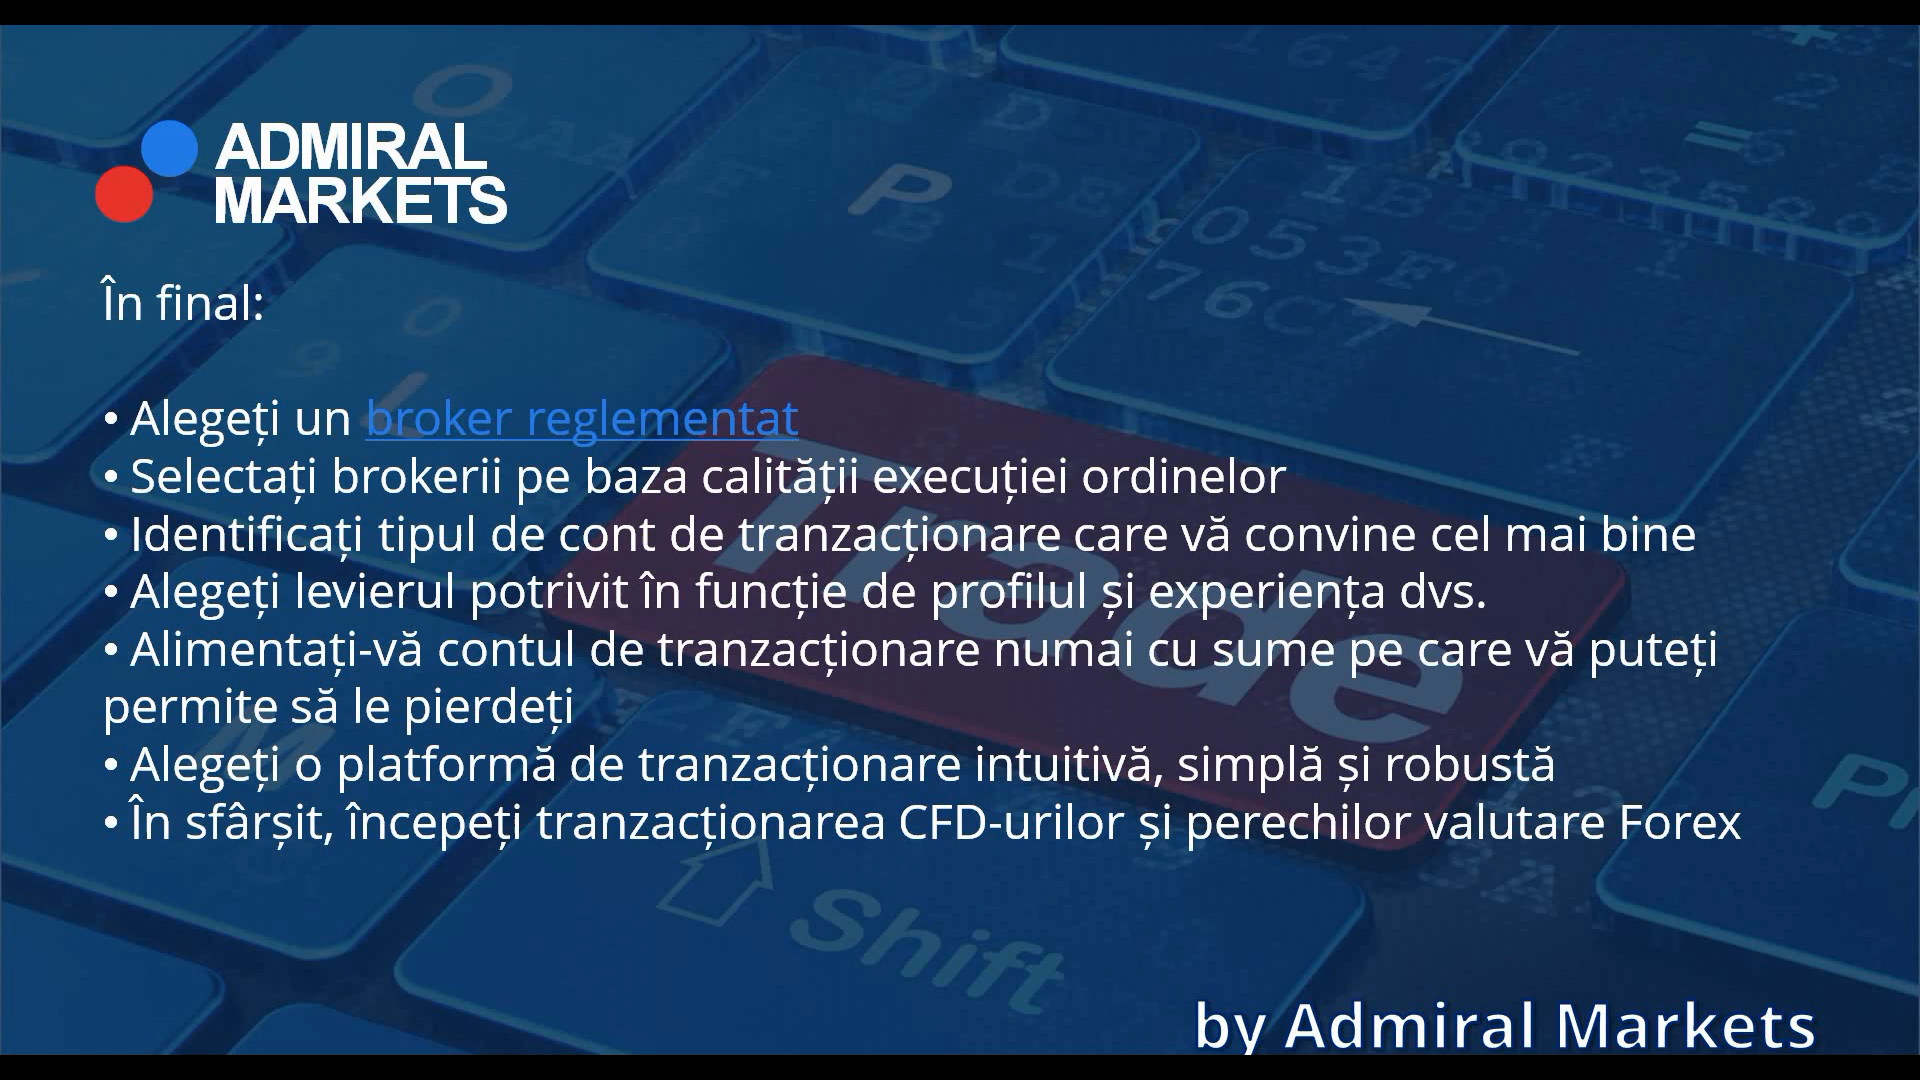 ADMIRAL
MARKETS
În final:
• Alegeți un broker reglementat
• Selectați brokerii pe baza calității execuției ordinelor
• Identificați tipul de cont de tranzacționare care vă convine cel mai bine
• Alegeți levierul potrivit în funcție de profilul și experiența dvs.
• Alimentați-vă contul de tranzacționare numai cu sume pe care vă puteți
permite să le pierdeți
• Alegeți o platformă de tranzacționare intuitivă, simplă și robustă
• În sfârșit, începeți tranzacționarea CFD-urilor și perechilor valutare Forex
Trade
Shift
by Admiral Markets